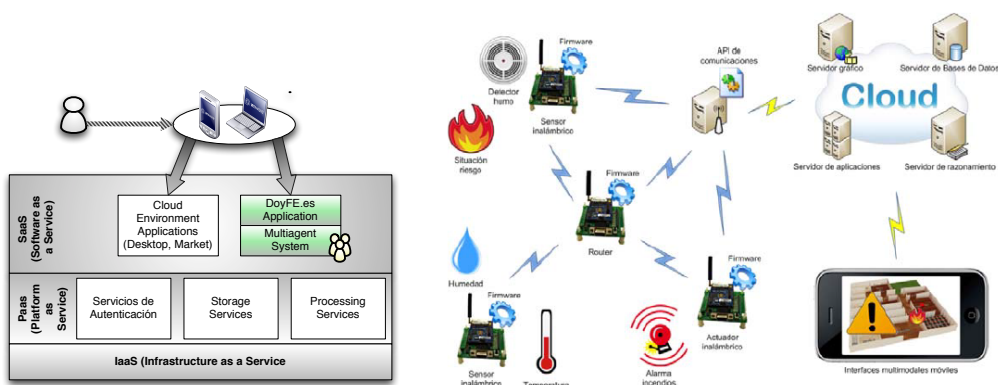 SaaS
(Software as
a Service)
Cloud
Environment
Applications
(Desktop, Market)
DoyFE.es
Application
Multiagent
System
Paas
(Platform
as
Service)
Servicios de
Autenticación
Storage
Services
Processing
Services
IaaS (Infrastructure as a Service
Firmware
Detector
humo
Sensor
inalámbrico
Situación
riesgo
API de
comunicaciones
Servidor gráfico
Servidor de Bases de Datos
Cloud
Servidor de aplicaciones
Servidor de razonamiento
Firmware
Router
Humedad
Firmware
Sensor
inalámbrico
Temperatura
Alarma
incendios
Firmware
Actuador
inalámbrico
Interfaces multimodales móviles